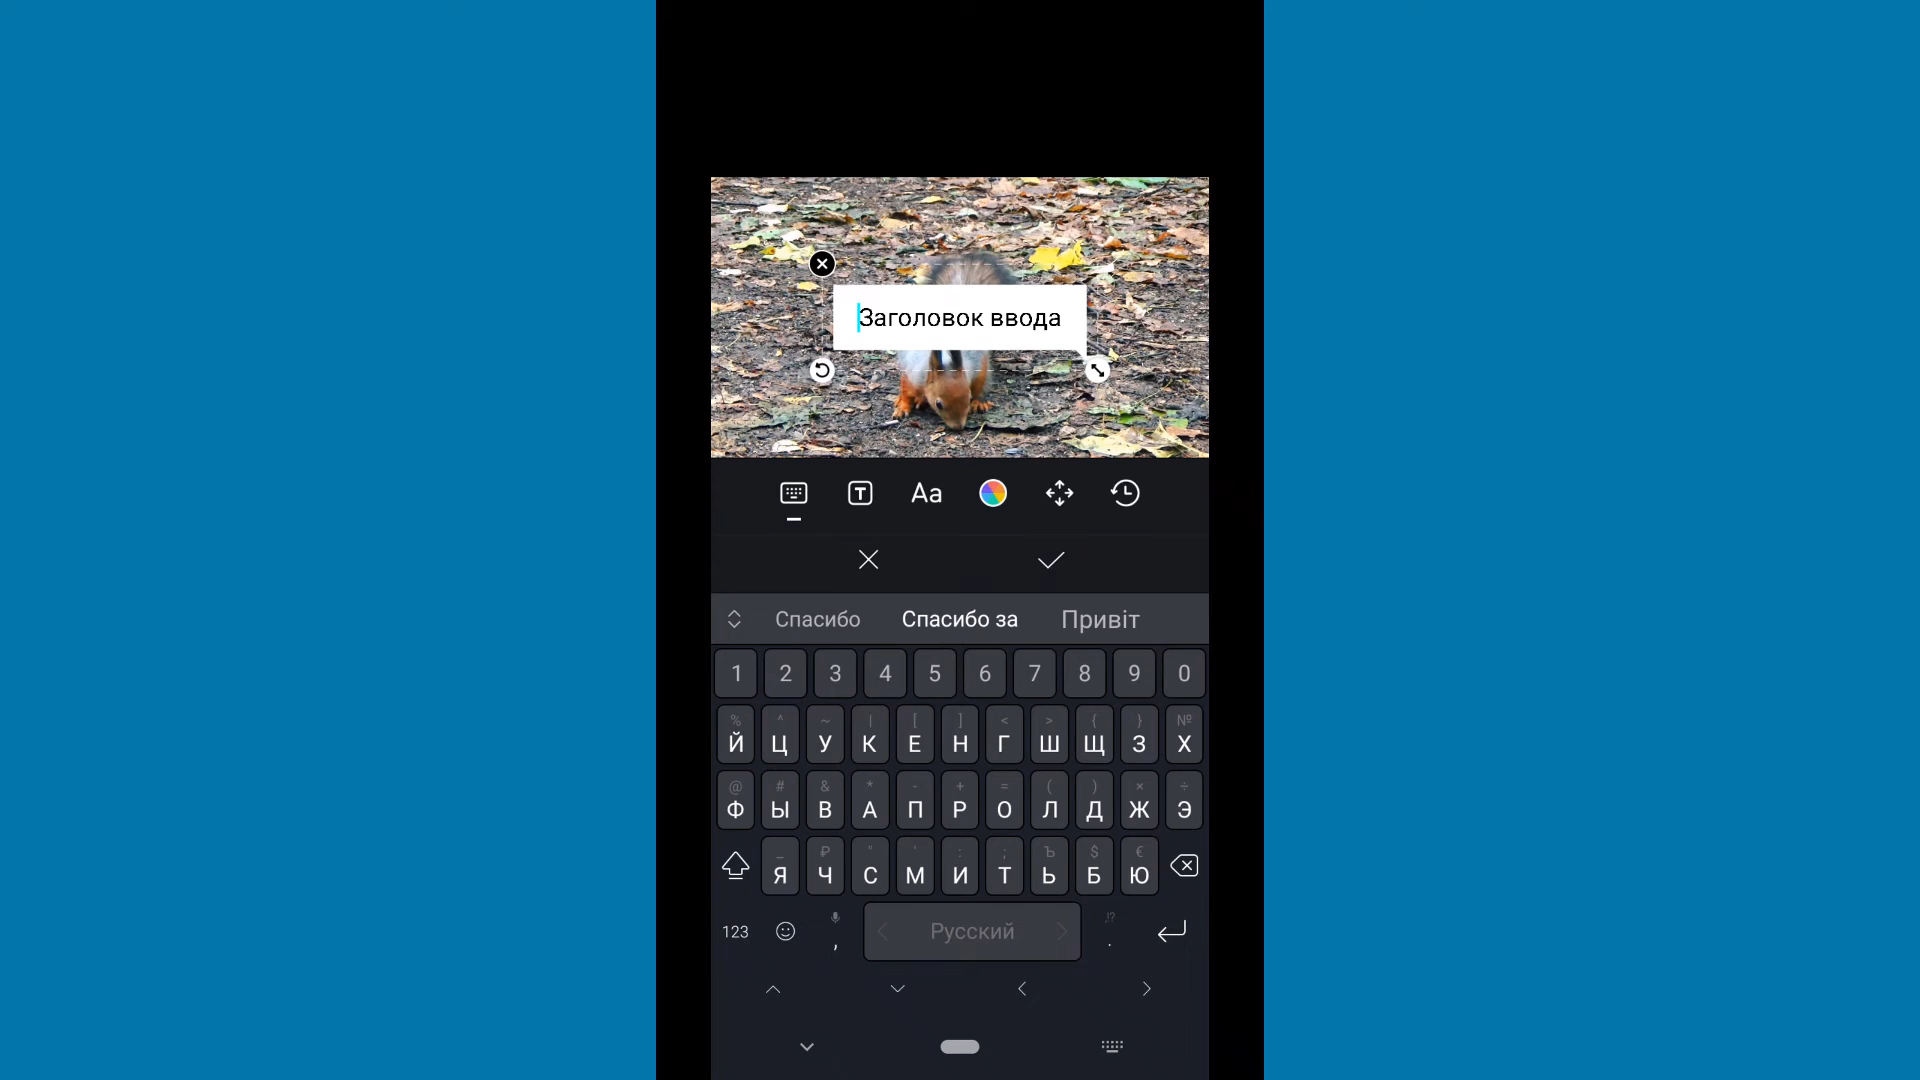 Заголовок ввода
T Aa
Спасибо Спасибо за Привіт
1 2 3 4 5 6 7 8 9 0
% ^ ~ | [ ] < > { } №
Й Ц У К Е Н Г Ш Щ З Х
@ # & * - + = ( ) × ÷
Ф Ы В А П Р О Л Д Ж Э
_ ₽ " ' : ; Ъ $ €
Я Ч С М И Т Ь Б Ю
123 , Русский . ,!?